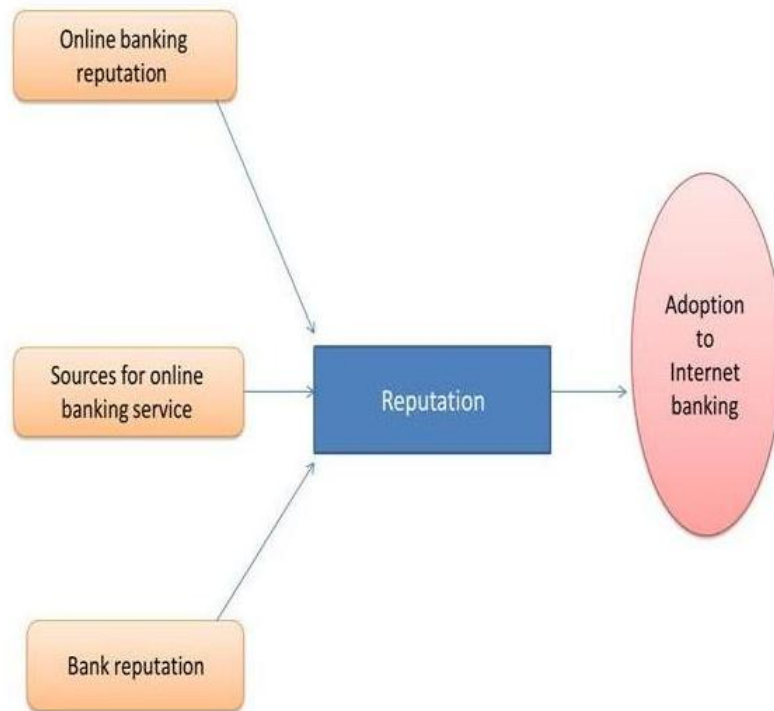 Online banking
reputation
Sources for online
banking service
Bank reputation
Reputation
Adoption
to
Internet
banking